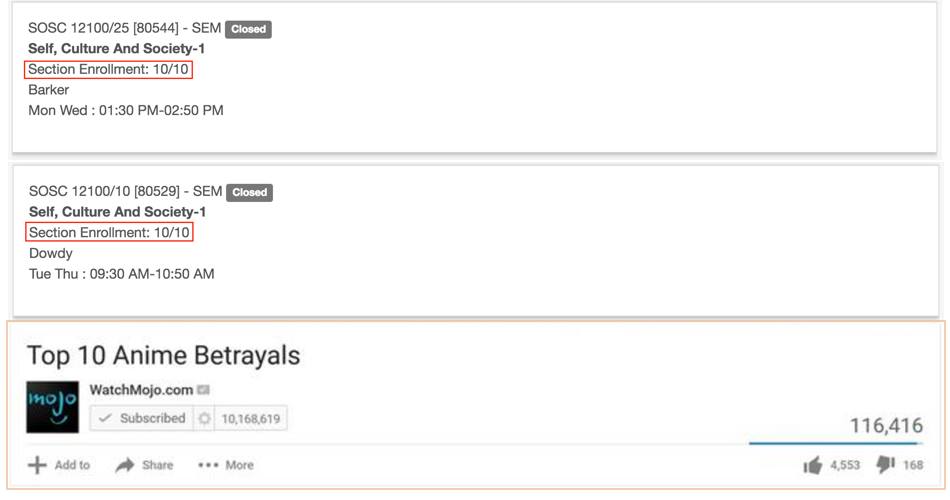 SOSC 12100/25 [80544] - SEM Closed
Self, Culture And Society-1
Section Enrollment: 10/10
Barker
Mon Wed : 01:30 PM-02:50 PM
SOSC 12100/10 [80529] - SEM Closed
Self, Culture And Society-1
Section Enrollment: 10/10
Dowdy
Tue Thu : 09:30 AM-10:50 AM
Top 10 Anime Betrayals
mojo
WatchMojo.com
Subscribed 10,168,619
116,416
Add to Share More 4,553 168